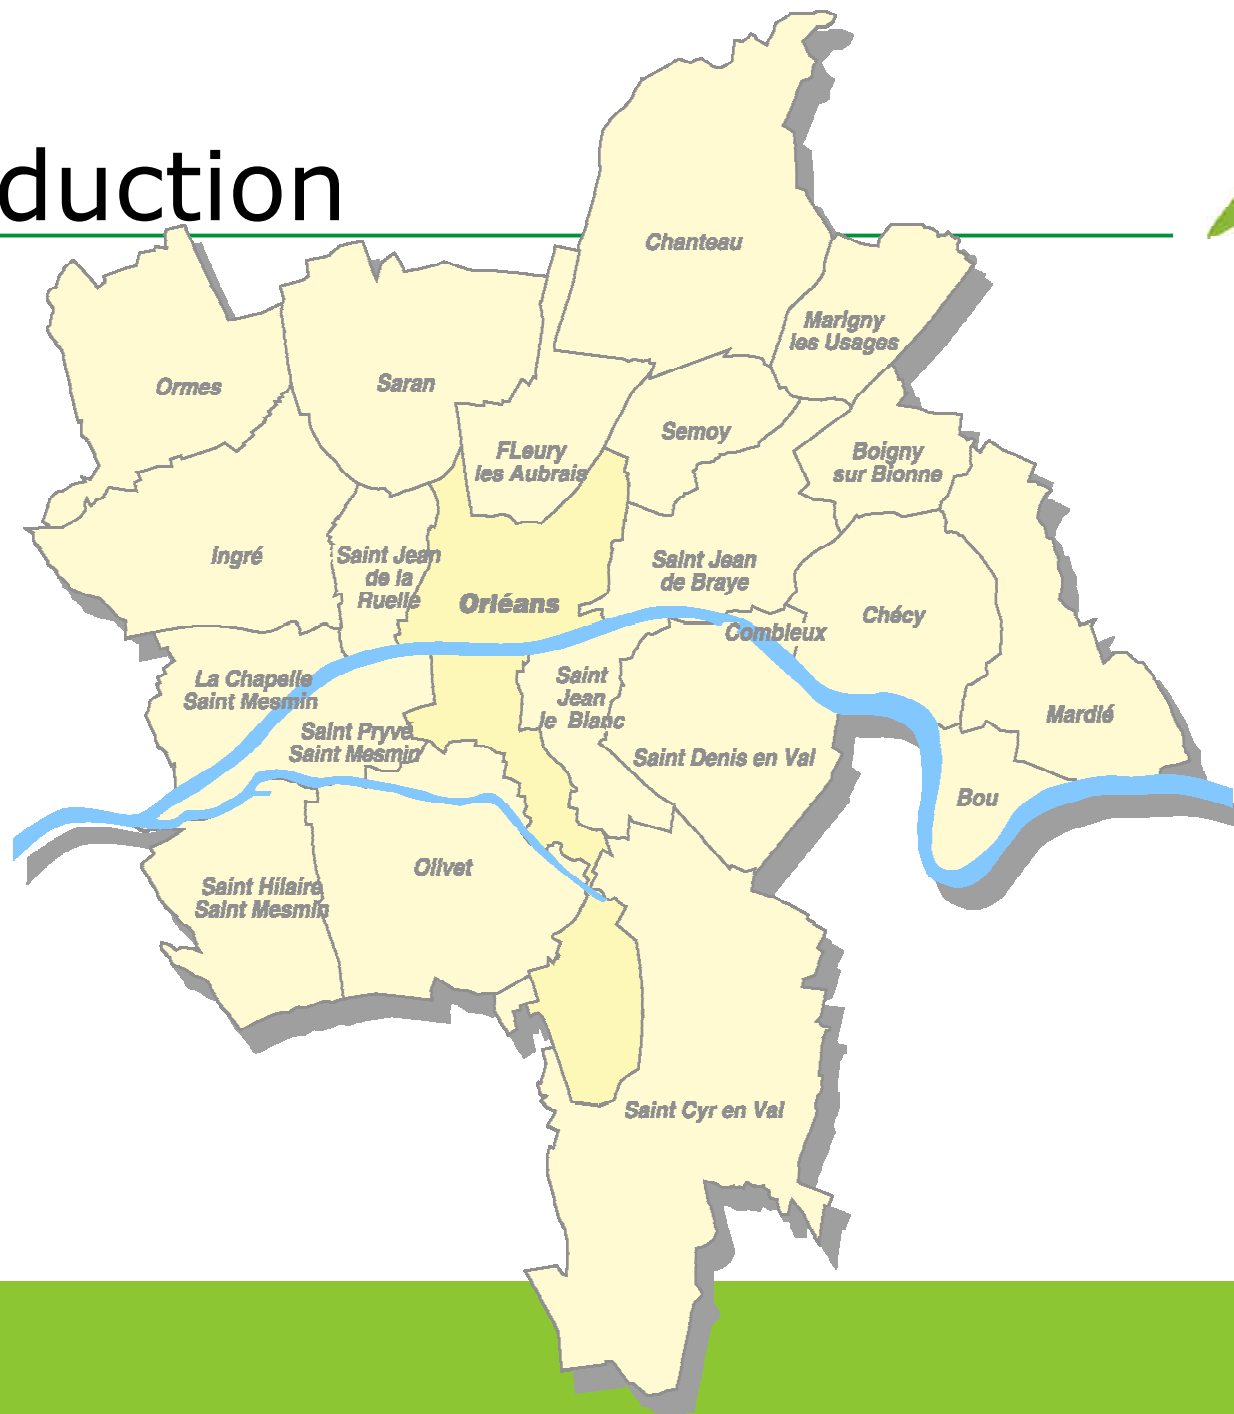 duction
Chanteau
Marigny
les Usages
Ormes
Saran
Semoy
FLeury
les Aubrais
Boigny
sur Bionne
Ingré
Saint Jean
de la
Ruelle
Saint Jean
de Braye
Orléans
Chécy
Combleux
La Chapelle
Saint Mesmin
Saint
Jean
le Blanc
Mardié
Saint Pryvé
Saint Mesmin
Saint Denis en Val
Bou
Olivet
Saint Hilaire
Saint Mesmin
Saint Cyr en Val